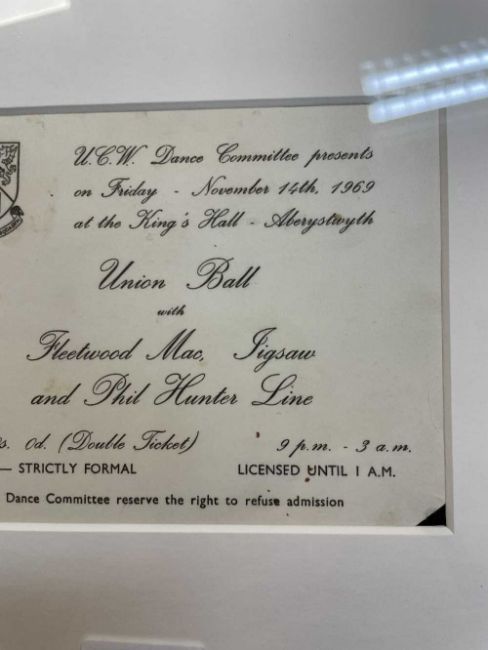 U.C.W. Dance Committee presents
on Friday - November 14th, 1969
at the King's Hall - Aberystwyth
Union Ball
with
Fleetwood Mac, Jigsaw
and Phil Hunter Line
s. 0d. (Double Ticket) 9 p.m. - 3 a.m.
— STRICTLY FORMAL LICENSED UNTIL 1 A.M.
Dance Committee reserve the right to refuse admission